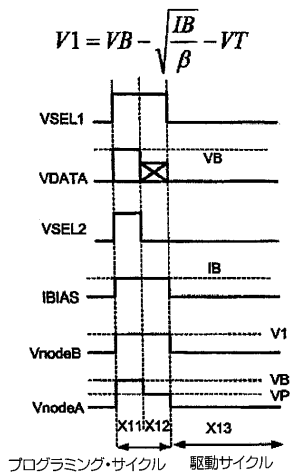 V1 = VB - √(IB/β) - VT
VSEL1
VB
VDATA
VSEL2
IB
IBIAS
V1
VnodeB
VB
VP
VnodeA
X11 X12 X13
プログラミング・サイクル 駆動サイクル